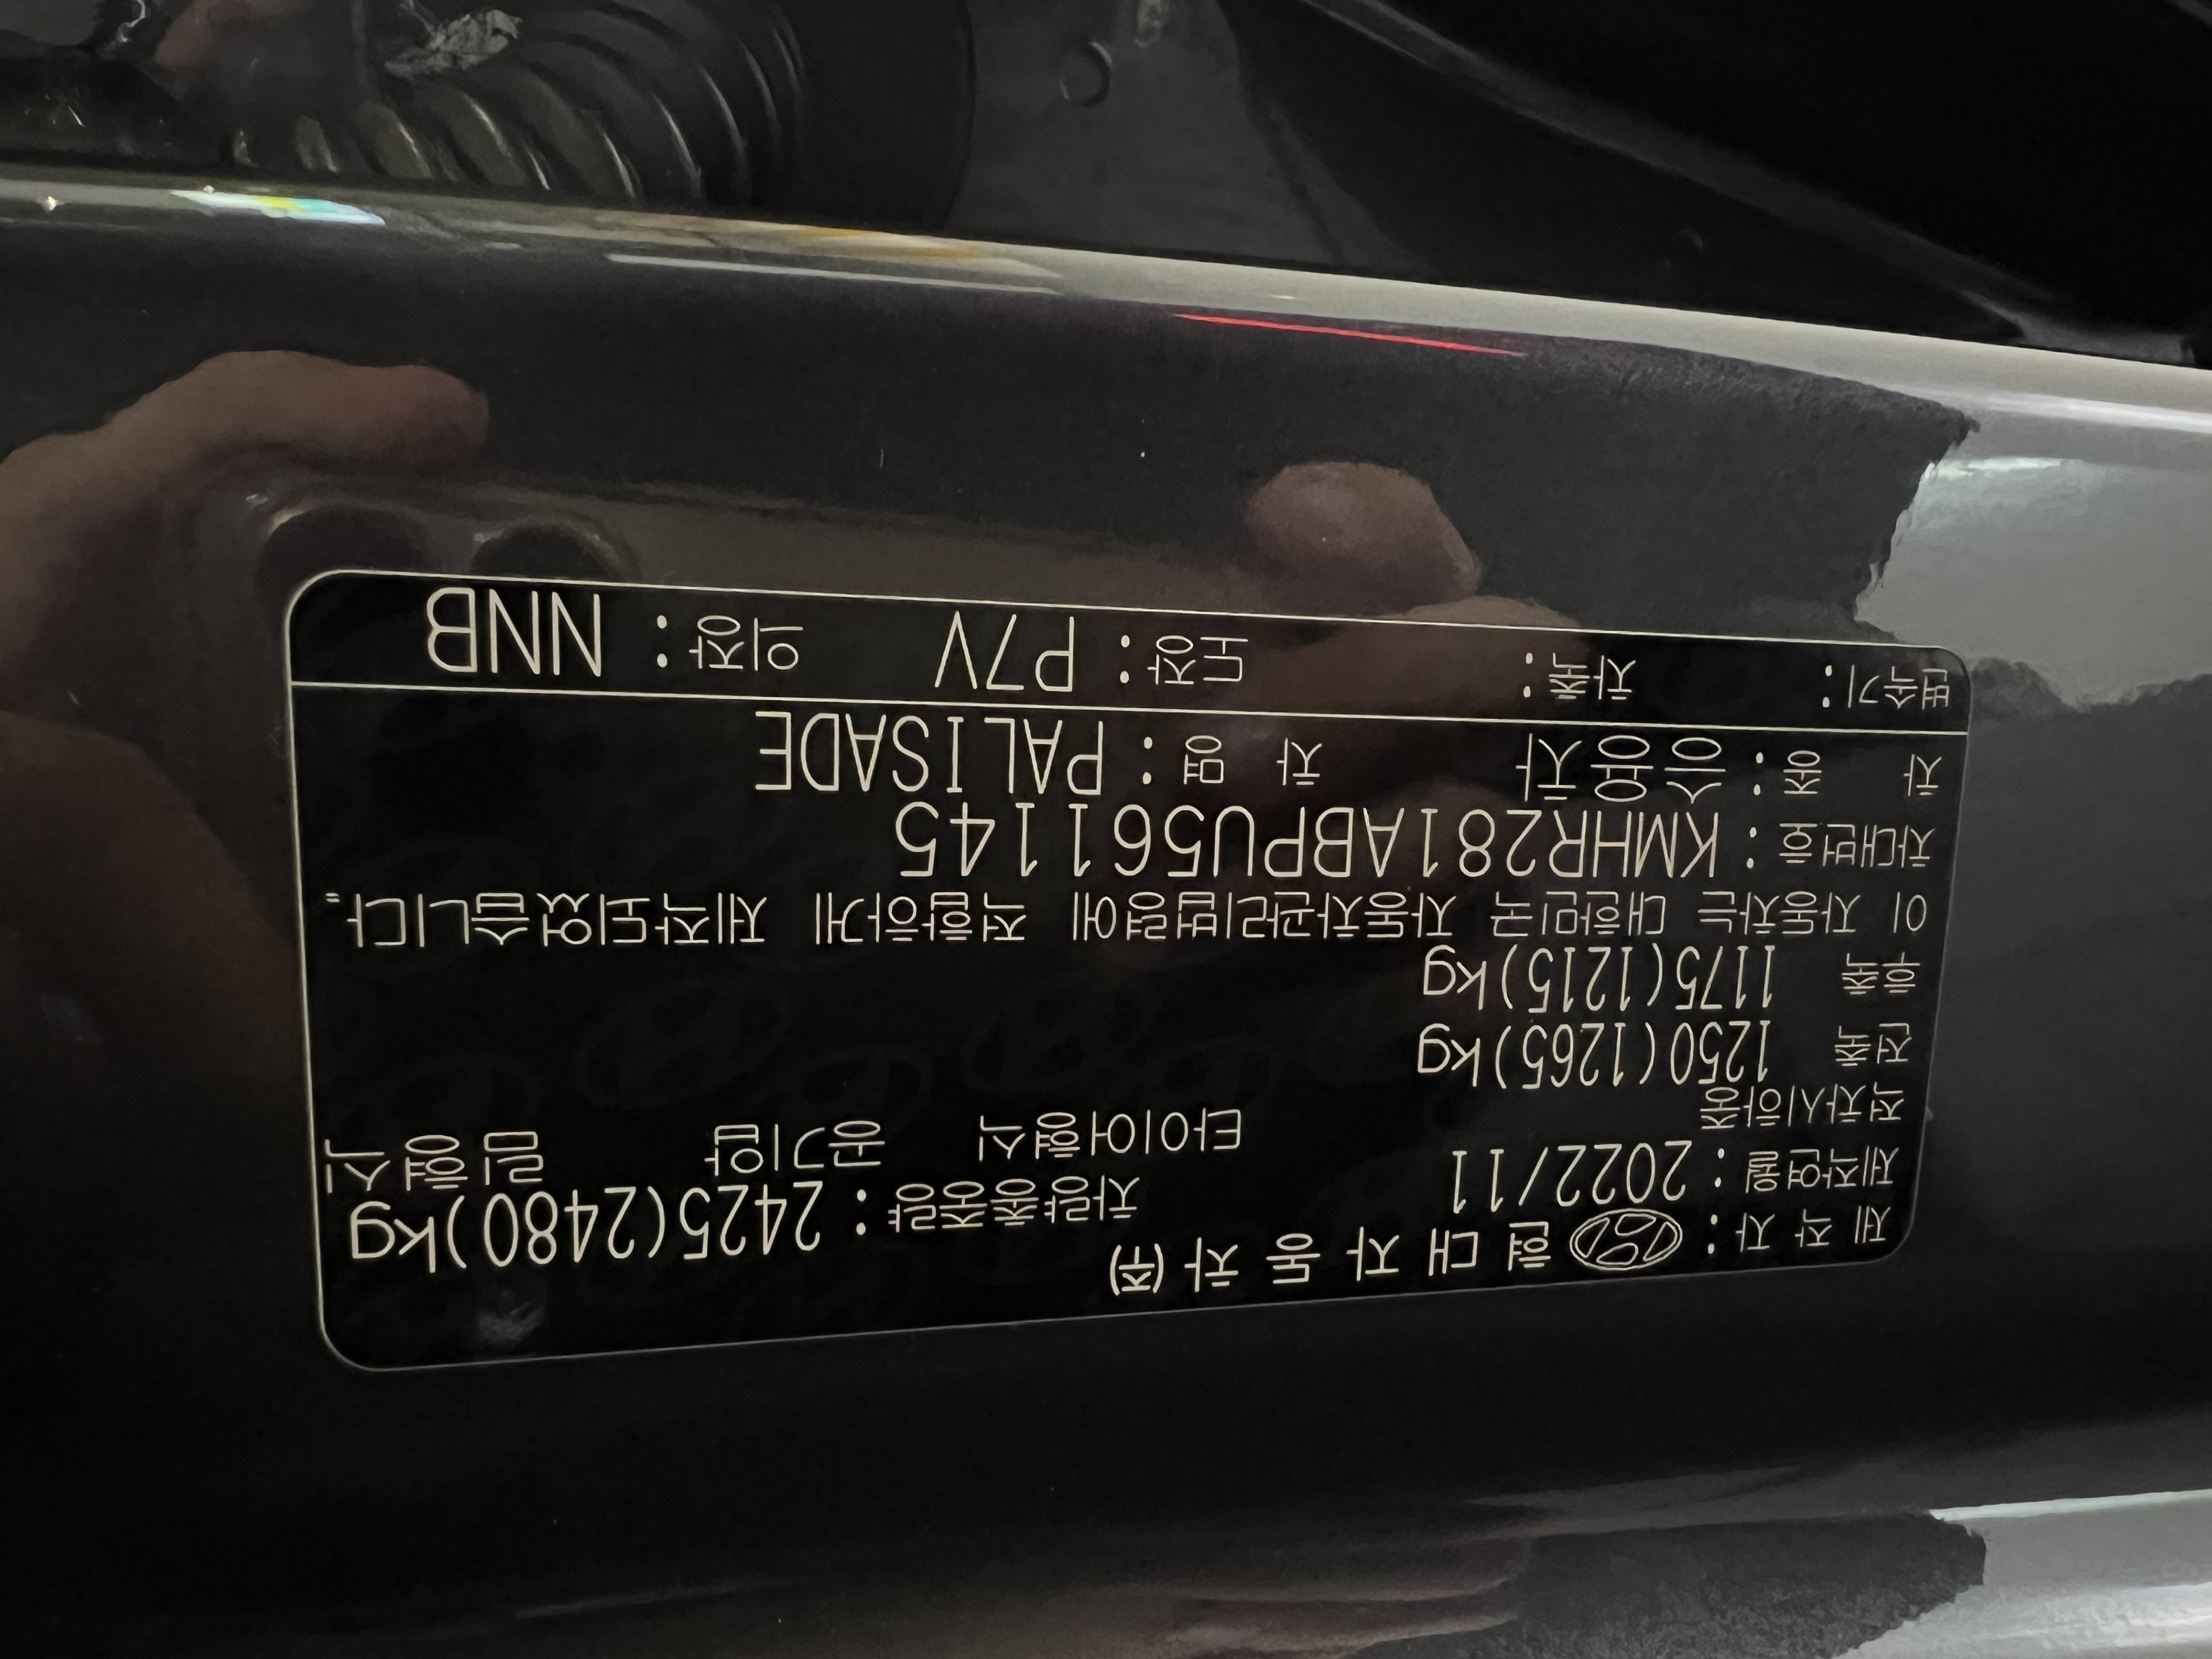 제 작 자 : 현 대 자 동 차 (주)
제작연월 : 2022/11 차량총중량 : 2425(2480)kg
적차시하중 타이어형식 공기압 림 형 식
전축 1250(1265)kg
후축 1175(1215)kg
이 자동차는 대한민국 자동차관리법령에 적합하게 제작되었습니다.
차대번호 : KMHR281ABPU561145
차 종 : 승용차 차 명 : PALISADE
변속기 : 차축 : 도장 : P7V 의장 : NNB